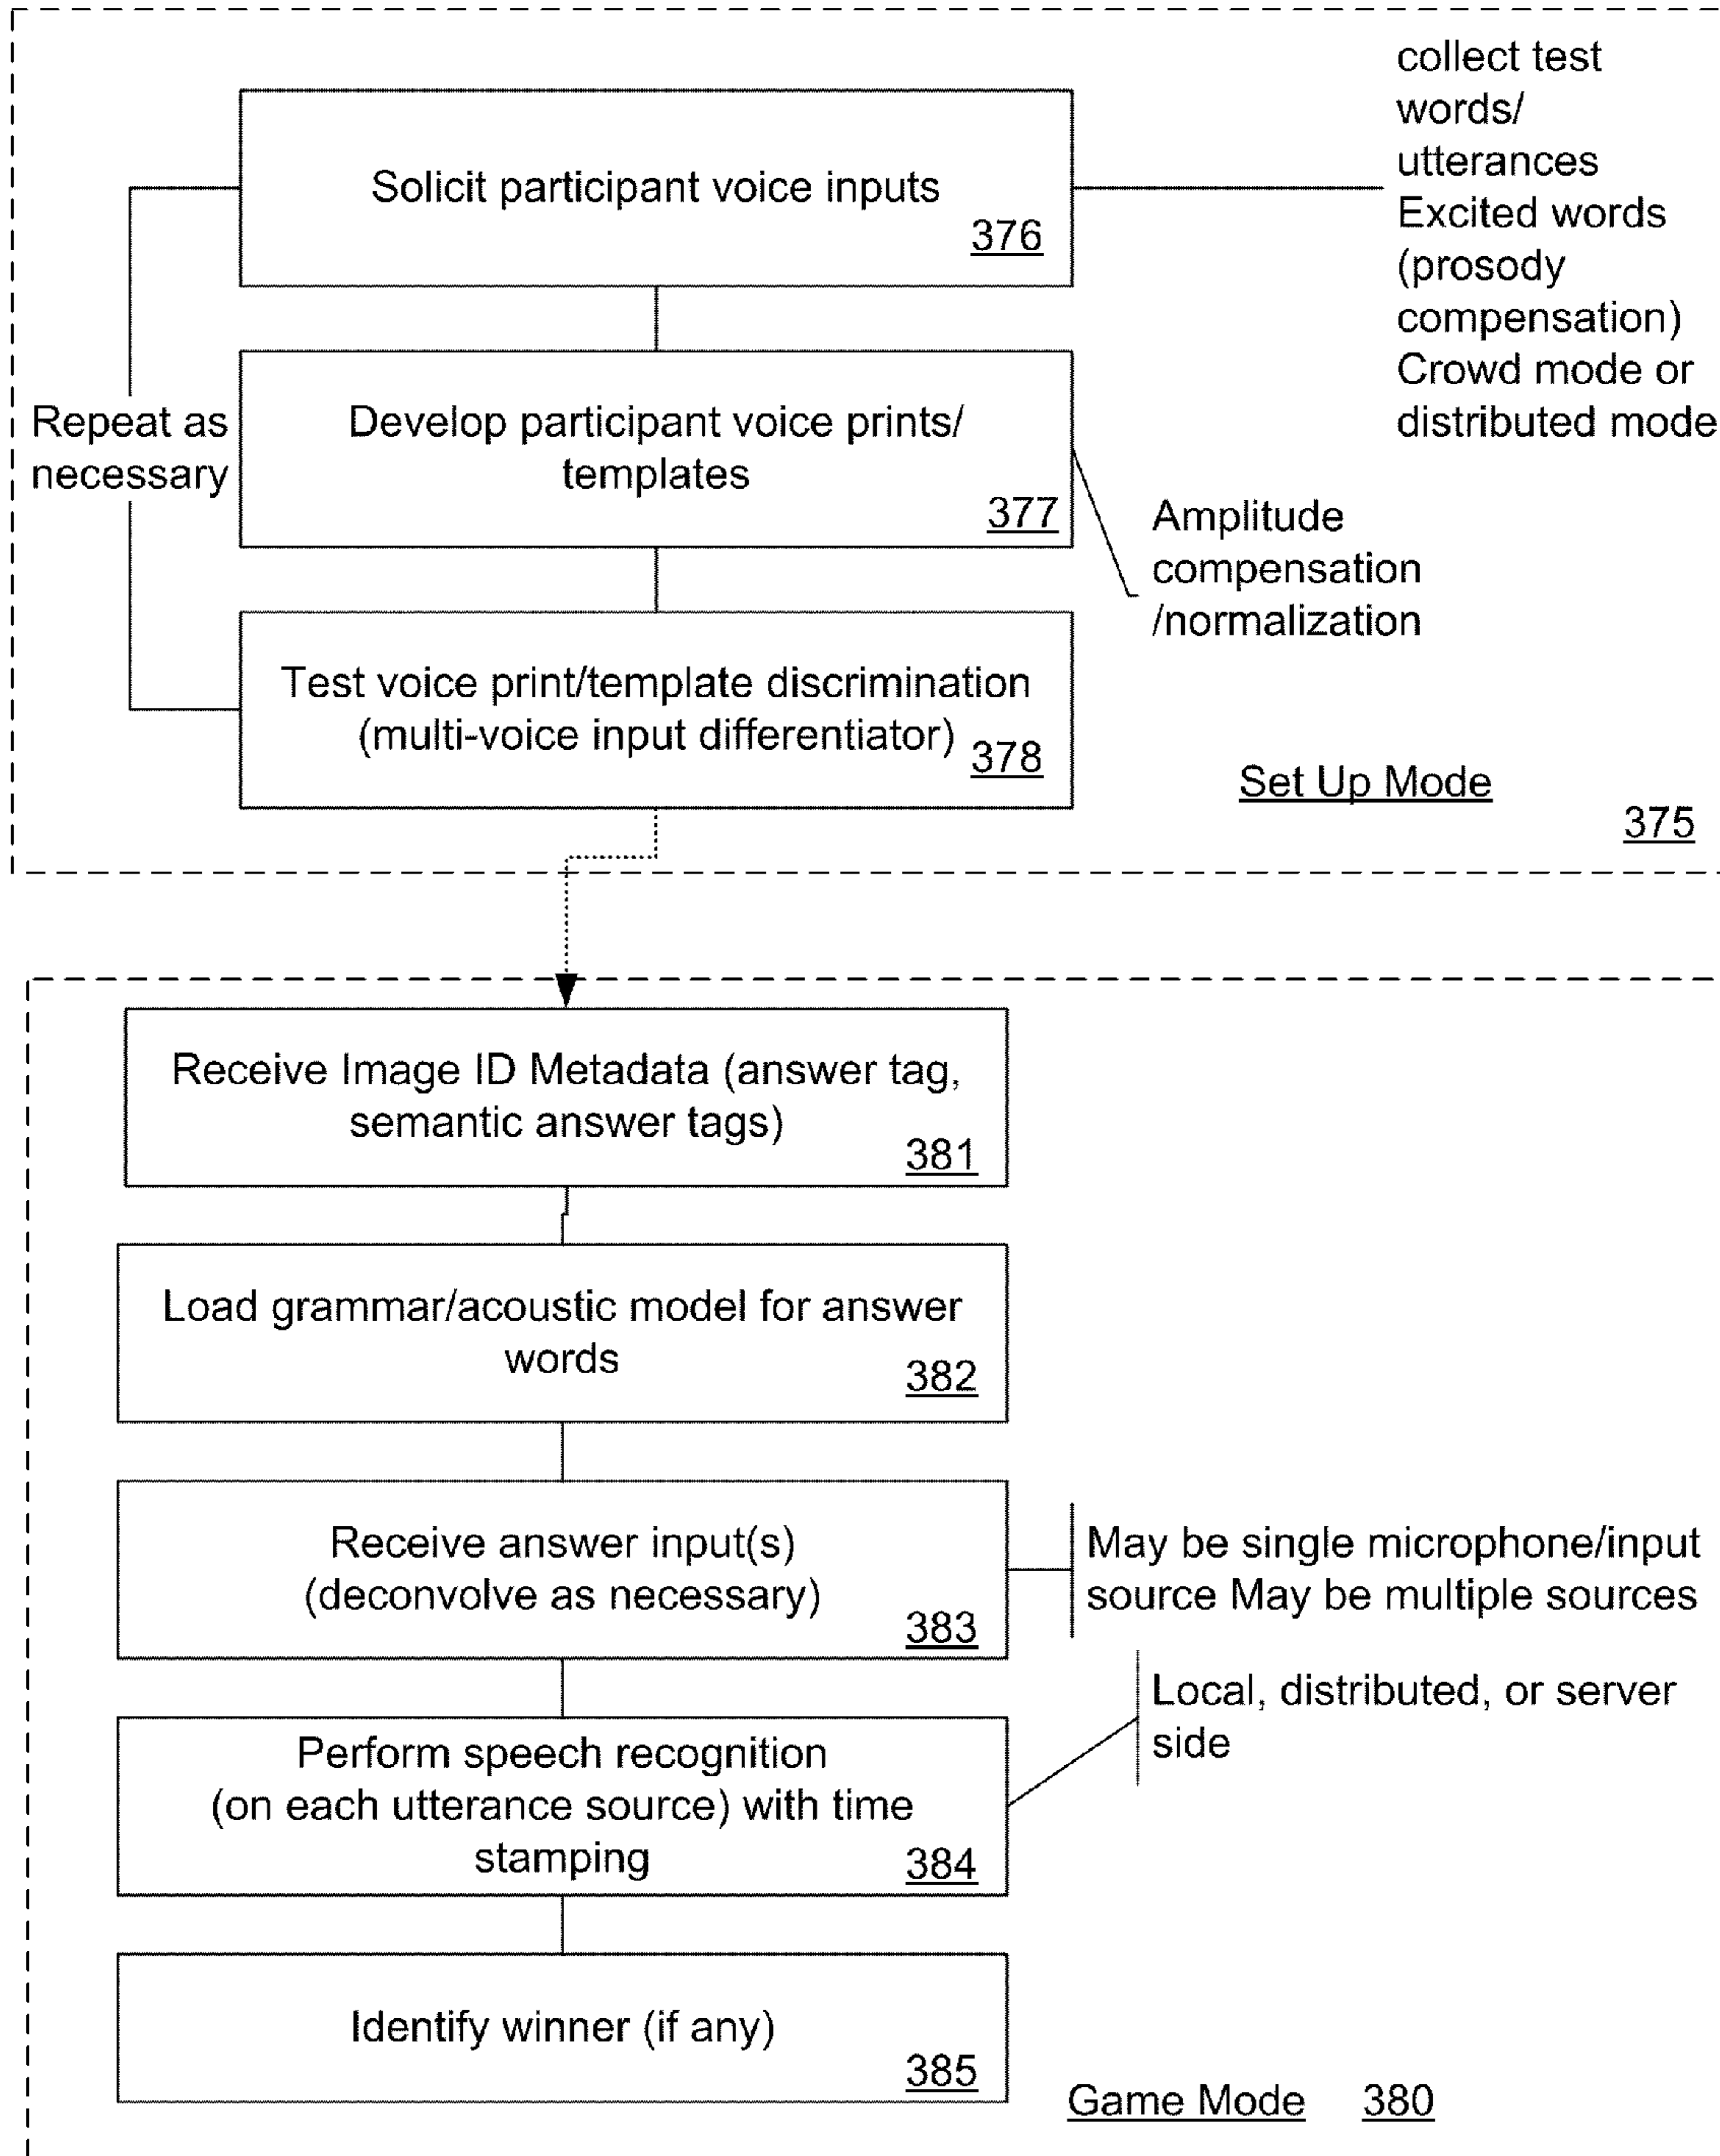 collect test
words/
utterances
Excited words
(prosody
compensation)
Crowd mode or
distributed mode
Solicit participant voice inputs
376
Repeat as
necessary
Develop participant voice prints/
templates
377
Amplitude
compensation
/normalization
Test voice print/template discrimination
(multi-voice input differentiator)
378
Set Up Mode
375
Receive Image ID Metadata (answer tag,
semantic answer tags)
381
Load grammar/acoustic model for answer
words
382
Receive answer input(s)
(deconvolve as necessary)
383
May be single microphone/input
source May be multiple sources
Local, distributed, or server
side
Perform speech recognition
(on each utterance source) with time
stamping
384
Identify winner (if any)
385
Game Mode 380